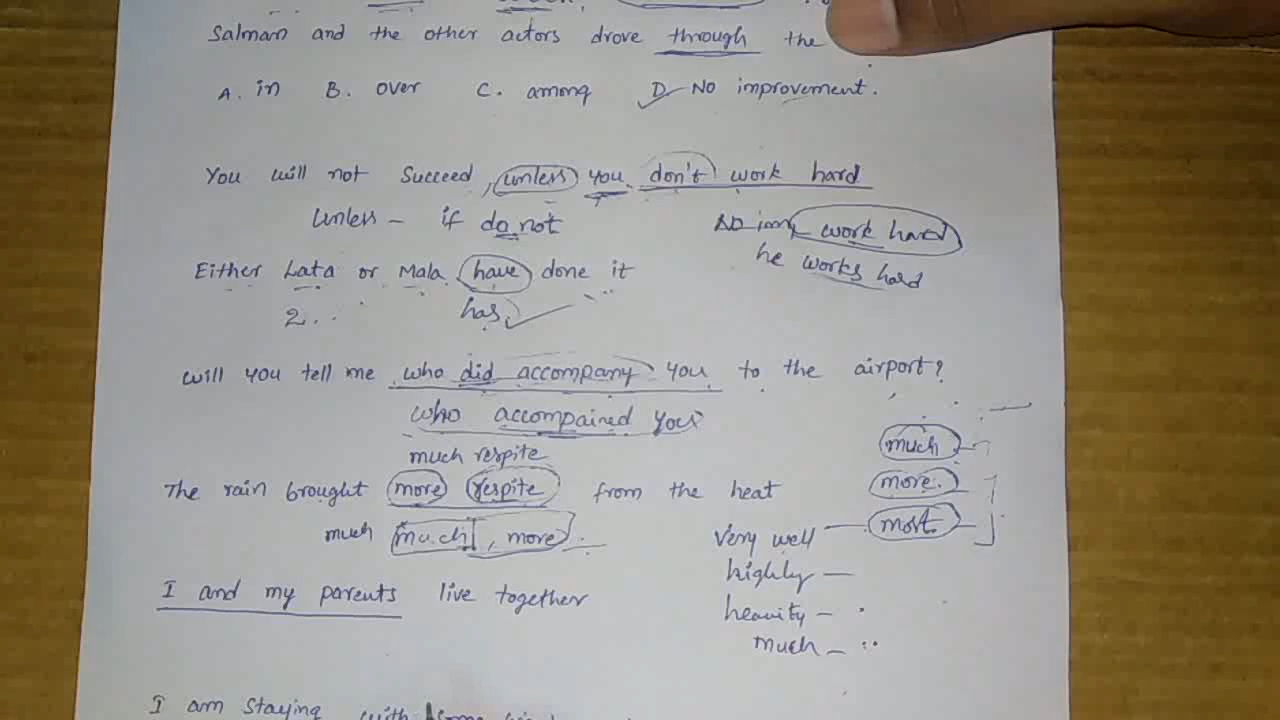 Salman and the other actors drove through the
A. in B. over C. among D. No improvement.
You will not Succeed, unless you don't work hard
Unless - if do not
work hard
he works hard
Either Lata or Mala have done it
2.. has
will you tell me who did accompany you to the airport?
who accompained you
much respite
much
The rain brought more respite from the heat
more.
much much, more.
most
Very well
highly -
I and my parents live together
heavity -
much -
I am staying with some